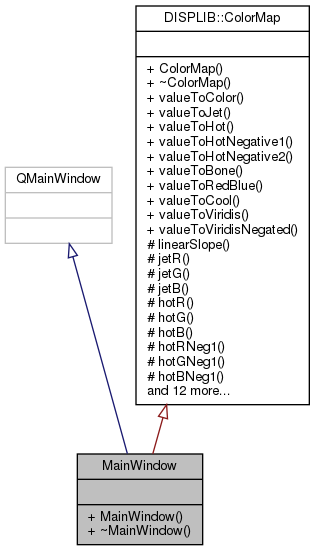 DISPLIB::ColorMap
+ ColorMap()
+ ~ColorMap()
+ valueToColor()
+ valueToJet()
+ valueToHot()
+ valueToHotNegative1()
+ valueToHotNegative2()
+ valueToBone()
+ valueToRedBlue()
+ valueToCool()
+ valueToViridis()
+ valueToViridisNegated()
# linearSlope()
# jetR()
# jetG()
# jetB()
# hotR()
# hotG()
# hotB()
# hotRNeg1()
# hotGNeg1()
# hotBNeg1()
and 12 more...
QMainWindow
MainWindow
+ MainWindow()
+ ~MainWindow()